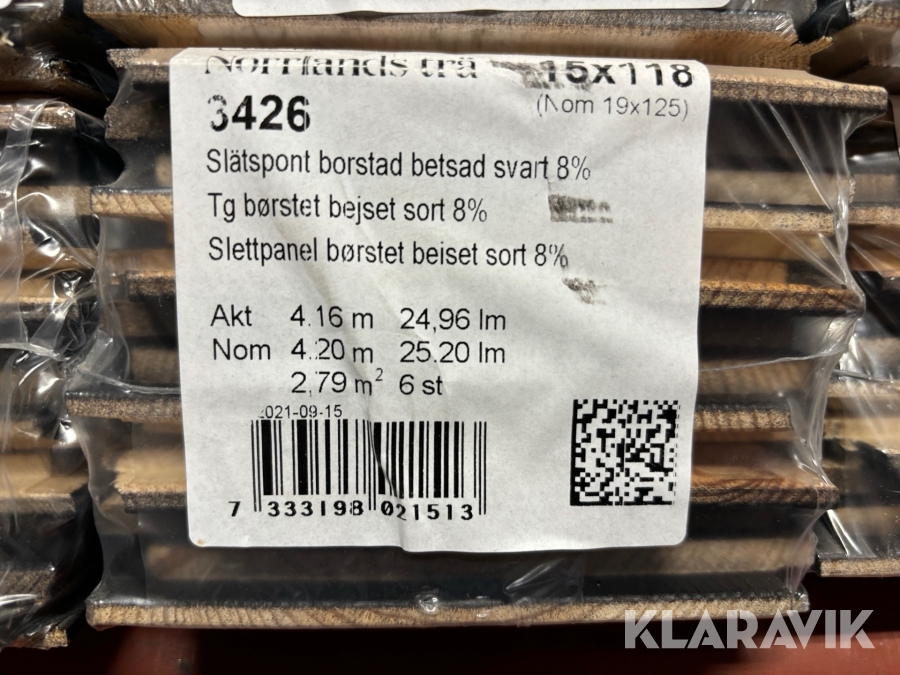 Norrlands trä 15x118
3426 (Nom 19x125)
Slätspont borstad betsad svart 8%
Tg børstet bejset sort 8%
Slettpanel børstet beiset sort 8%
Akt 4.16 m 24,96 lm
Nom 4.20 m 25.20 lm
2,79 m² 6 st
2021-09-15
7 333198 021513
KLARAVIK